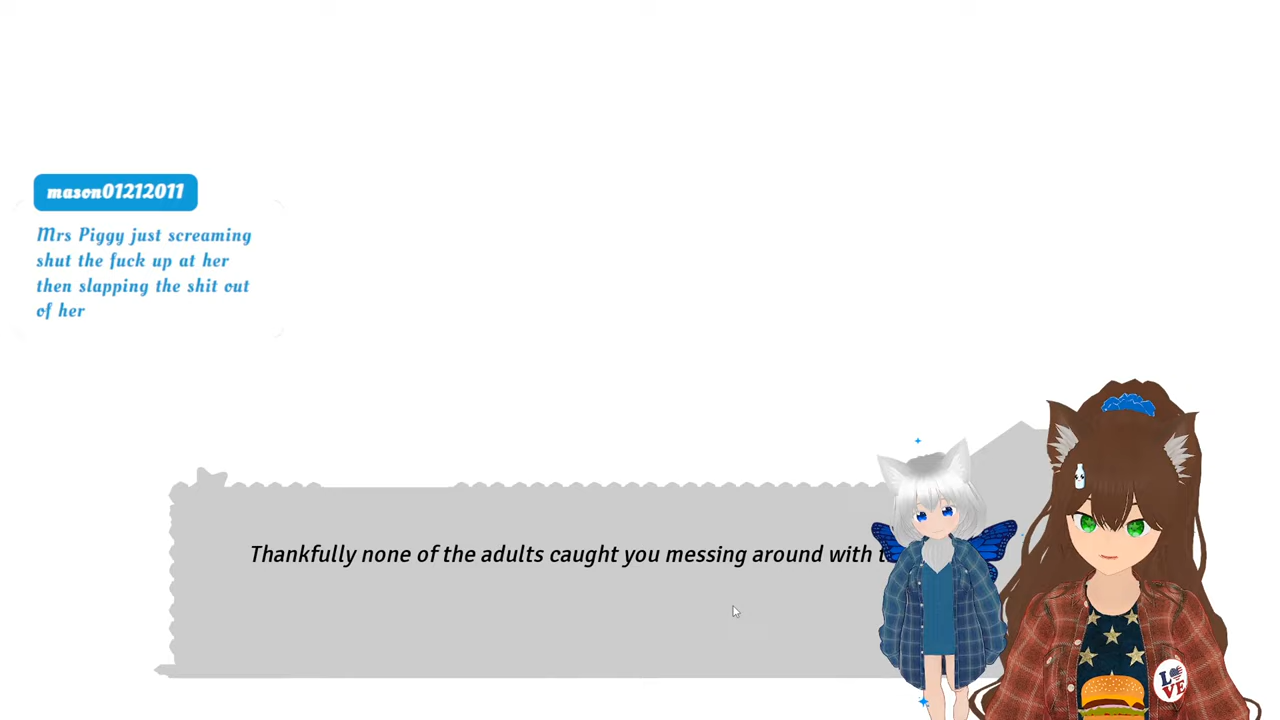 mason01212011
Mrs Piggy just screaming
shut the fuck up at her
then slapping the shit out
of her
Thankfully none of the adults caught you messing around with
LOVE